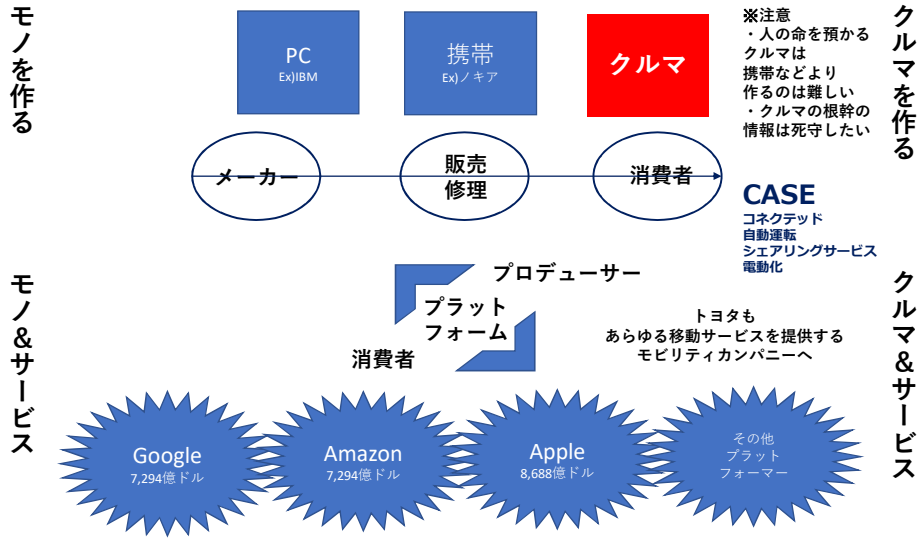 モノを作る
PC
Ex)IBM
携帯
Ex)ノキア
クルマ
※注意
・人の命を預かる
クルマは
携帯などより
作るのは難しい
・クルマの根幹の
情報は死守したい
クルマを作る
メーカー
販売
修理
消費者
CASE
コネクテッド
自動運転
シェアリングサービス
電動化
モノ&サービス
プロデューサー
プラット
フォーム
消費者
トヨタも
あらゆる移動サービスを提供する
モビリティカンパニーへ
クルマ&サービス
Google
7,294億ドル
Amazon
7,294億ドル
Apple
8,688億ドル
その他
プラット
フォーマー